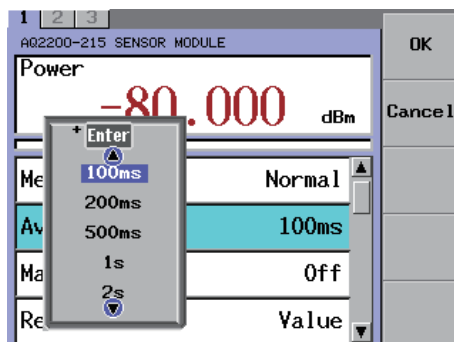 1 2 3
AQ2200-215 SENSOR MODULE
OK
Power
-80.000 dBm
Cancel
+ Enter
100ms
200ms
500ms
1s
2s
Me Normal
Av 100ms
Ma Off
Re Value